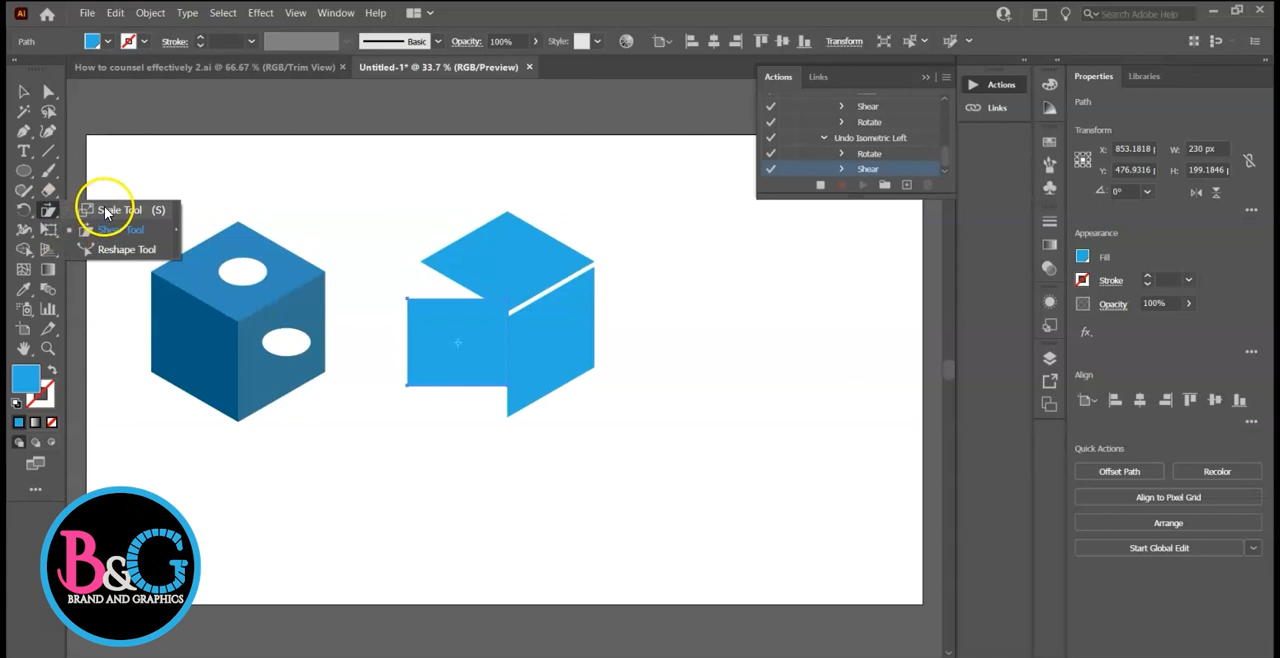 Ai File Edit Object Type Select Effect View Window Help Search Adobe Help
Path Stroke: Basic Opacity: 100% Style: Transform
How to counsel effectively 2.ai @ 66.67 % (RGB/Trim View) × Untitled-1* @ 33.7 % (RGB/Preview) ×
Actions Links
Shear
Rotate
Undo Isometric Left
Rotate
Shear
Actions
Links
Scale Tool (S)
Shear Tool
Reshape Tool
T
Properties Libraries
Path
Transform
X: 853.1818 W: 230 px
Y: 476.9316 H: 199.1846
0°
Appearance
Fill
Stroke
Opacity 100%
fx.
Align
Quick Actions
Offset Path Recolor
Align to Pixel Grid
Arrange
Start Global Edit
B&G
BRAND AND GRAPHICS